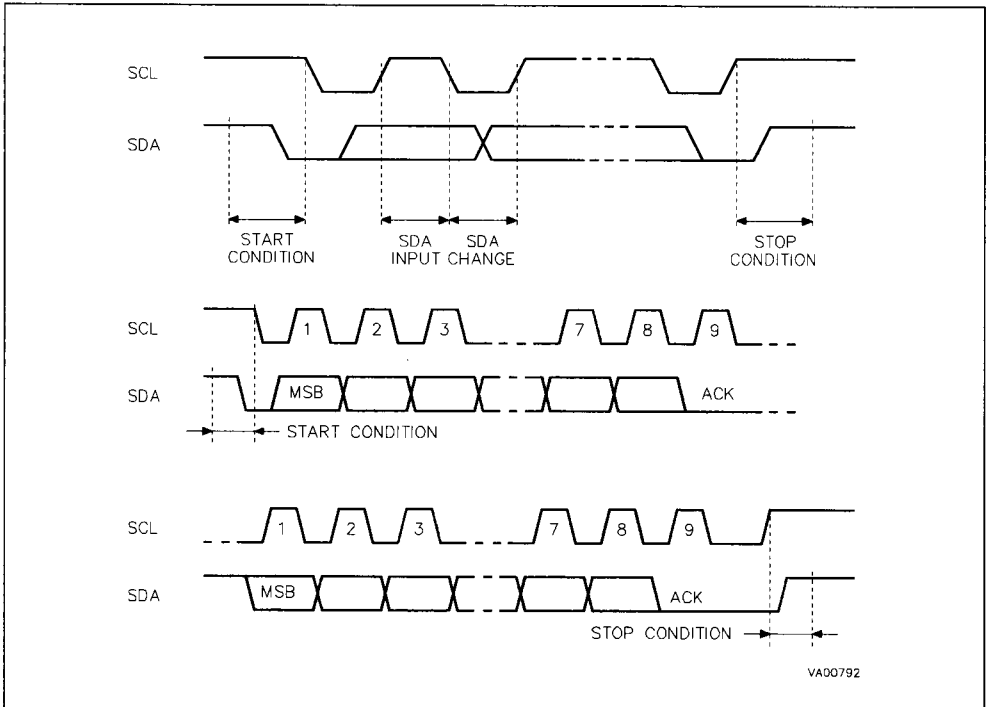 SCL
SDA
START
CONDITION
SDA
INPUT
SDA
CHANGE
STOP
CONDITION
SCL
1 2 3 7 8 9
SDA
MSB ACK
START CONDITION
SCL
1 2 3 7 8 9
SDA
MSB ACK
STOP CONDITION
VA00792